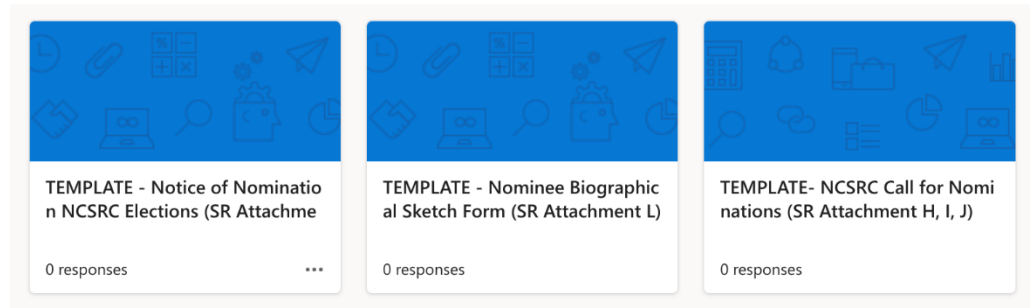 TEMPLATE - Notice of Nominatio
n NCSRC Elections (SR Attachme
0 responses
TEMPLATE - Nominee Biographic
al Sketch Form (SR Attachment L)
0 responses
TEMPLATE- NCSRC Call for Nomi
nations (SR Attachment H, I, J)
0 responses